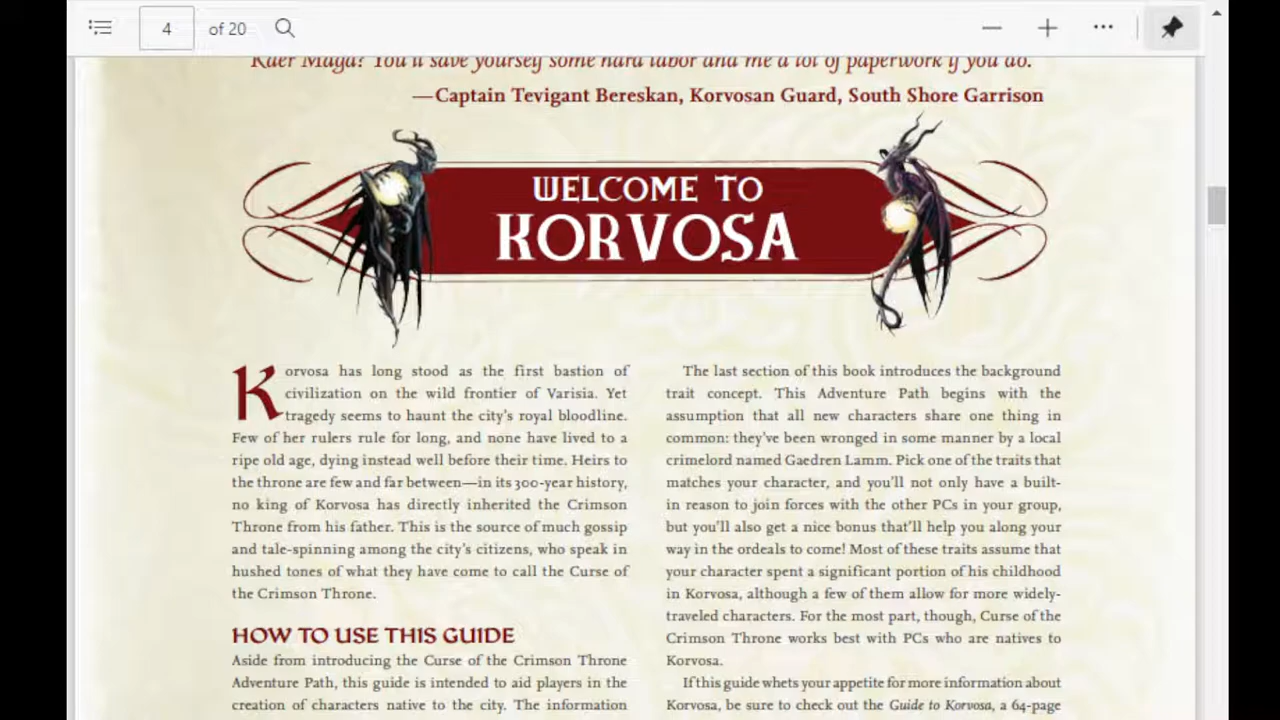 4 of 20
Kaer Maga? You'll save yourself some hard labor and me a lot of paperwork if you do.
—Captain Tevigant Bereskan, Korvosan Guard, South Shore Garrison
WELCOME TO
KORVOSA
Korvosa has long stood as the first bastion of
civilization on the wild frontier of Varisia. Yet
tragedy seems to haunt the city's royal bloodline.
Few of her rulers rule for long, and none have lived to a
ripe old age, dying instead well before their time. Heirs to
the throne are few and far between—in its 300-year history,
no king of Korvosa has directly inherited the Crimson
Throne from his father. This is the source of much gossip
and tale-spinning among the city's citizens, who speak in
hushed tones of what they have come to call the Curse of
the Crimson Throne.
HOW TO USE THIS GUIDE
Aside from introducing the Curse of the Crimson Throne
Adventure Path, this guide is intended to aid players in the
creation of characters native to the city. The information
The last section of this book introduces the background
trait concept. This Adventure Path begins with the
assumption that all new characters share one thing in
common: they've been wronged in some manner by a local
crimelord named Gaedren Lamm. Pick one of the traits that
matches your character, and you'll not only have a built-
in reason to join forces with the other PCs in your group,
but you'll also get a nice bonus that'll help you along your
way in the ordeals to come! Most of these traits assume that
your character spent a significant portion of his childhood
in Korvosa, although a few of them allow for more widely-
traveled characters. For the most part, though, Curse of the
Crimson Throne works best with PCs who are natives to
Korvosa.
If this guide whets your appetite for more information about
Korvosa, be sure to check out the Guide to Korvosa, a 64-page